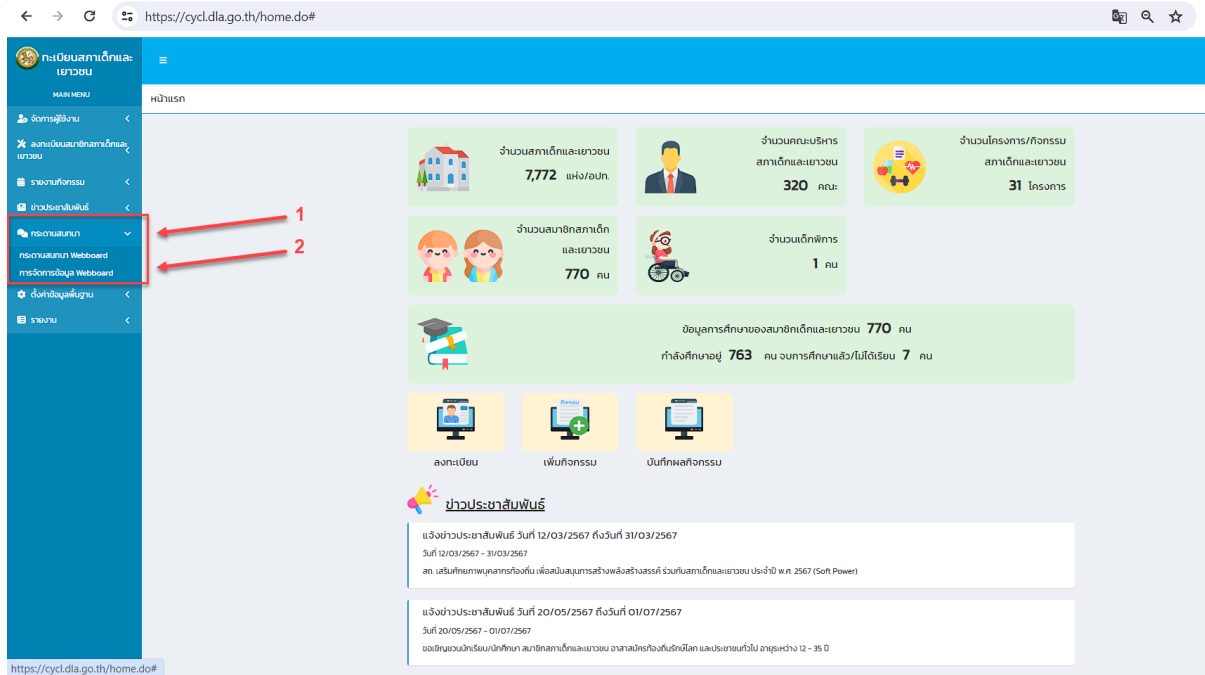 https://cycl.dla.go.th/home.do#
ทะเบียนสภาเด็กและ
เยาวชน
MAIN MENU
หน้าแรก
จัดการผู้ใช้งาน
ลงทะเบียนสมาชิกสภาเด็กและ
เยาวชน
รายงานกิจกรรม
ข่าวประชาสัมพันธ์
กระดานสนทนา
กระดานสนทนา Webboard
การจัดการข้อมูล Webboard
ตั้งค่าข้อมูลพื้นฐาน
รายงาน
1
2
จำนวนสภาเด็กและเยาวชน
7,772 แห่ง/อปท.
จำนวนคณะบริหาร
สภาเด็กและเยาวชน
320 คณะ
จำนวนโครงการ/กิจกรรม
สภาเด็กและเยาวชน
31 โครงการ
จำนวนสมาชิกสภาเด็ก
และเยาวชน
770 คน
จำนวนเด็กพิการ
1 คน
ข้อมูลการศึกษาของสมาชิกเด็กและเยาวชน 770 คน
กำลังศึกษาอยู่ 763 คน จบการศึกษาแล้ว/ไม่ได้เรียน 7 คน
กิจกรรม
ลงทะเบียน
เพิ่มกิจกรรม
บันทึกผลกิจกรรม
ข่าวประชาสัมพันธ์
แจ้งข่าวประชาสัมพันธ์ วันที่ 12/03/2567 ถึงวันที่ 31/03/2567
วันที่ 12/03/2567 - 31/03/2567
สถ. เสริมศักยภาพบุคลากรท้องถิ่น เพื่อสนับสนุนการสร้างพลังสร้างสรรค์ ร่วมกับสภาเด็กและเยาวชน ประจำปี พ.ศ. 2567 (Soft Power)
แจ้งข่าวประชาสัมพันธ์ วันที่ 20/05/2567 ถึงวันที่ 01/07/2567
วันที่ 20/05/2567 - 01/07/2567
ขอเชิญชวนนักเรียน/นักศึกษา สมาชิกสภาเด็กและเยาวชน อาสาสมัครท้องถิ่นรักษ์โลก และประชาชนทั่วไป อายุระหว่าง 12 - 35 ปี
https://cycl.dla.go.th/home.do#